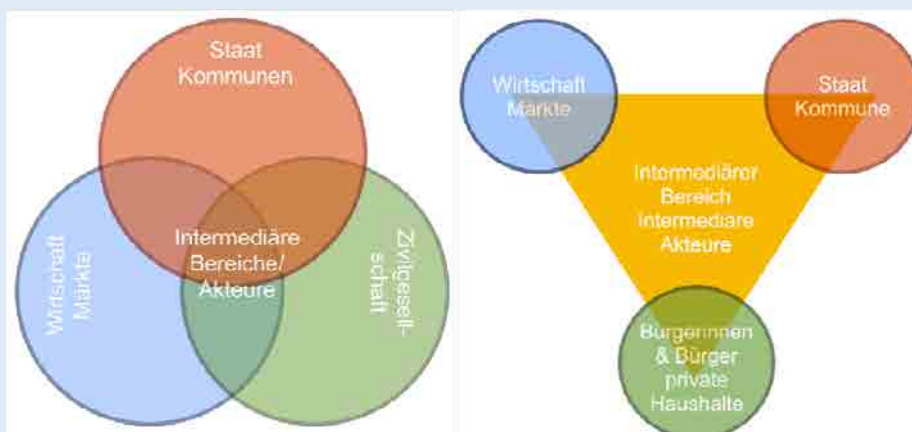 Staat
Kommunen
Wirtschaft
Märkte
Intermediäre
Bereiche/
Akteure
Zivilgesell-
schaft
Wirtschaft
Märkte
Staat
Kommune
Intermediärer
Bereich
Intermediäre
Akteure
Bürgerinnen
& Bürger
private
Haushalte